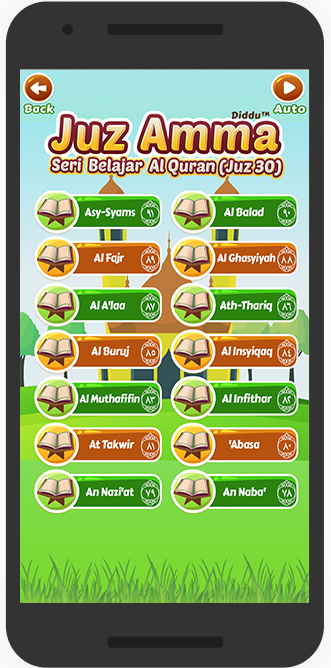 Back
Auto
Diddu™
Juz Amma
Seri Belajar Al Quran (Juz 30)
Asy-Syams ٩١
Al Balad ٩٠
Al Fajr ٨٩
Al Ghasyiyah ٨٨
Al A'laa ٨٧
Ath-Thariq ٨٦
Al Buruj ٨٥
Al Insyiqaq ٨٤
Al Muthafifin ٨٣
Al Infithar ٨٢
At Takwir ٨١
'Abasa ٨٠
An Nazi'at ٧٩
An Naba' ٧٨